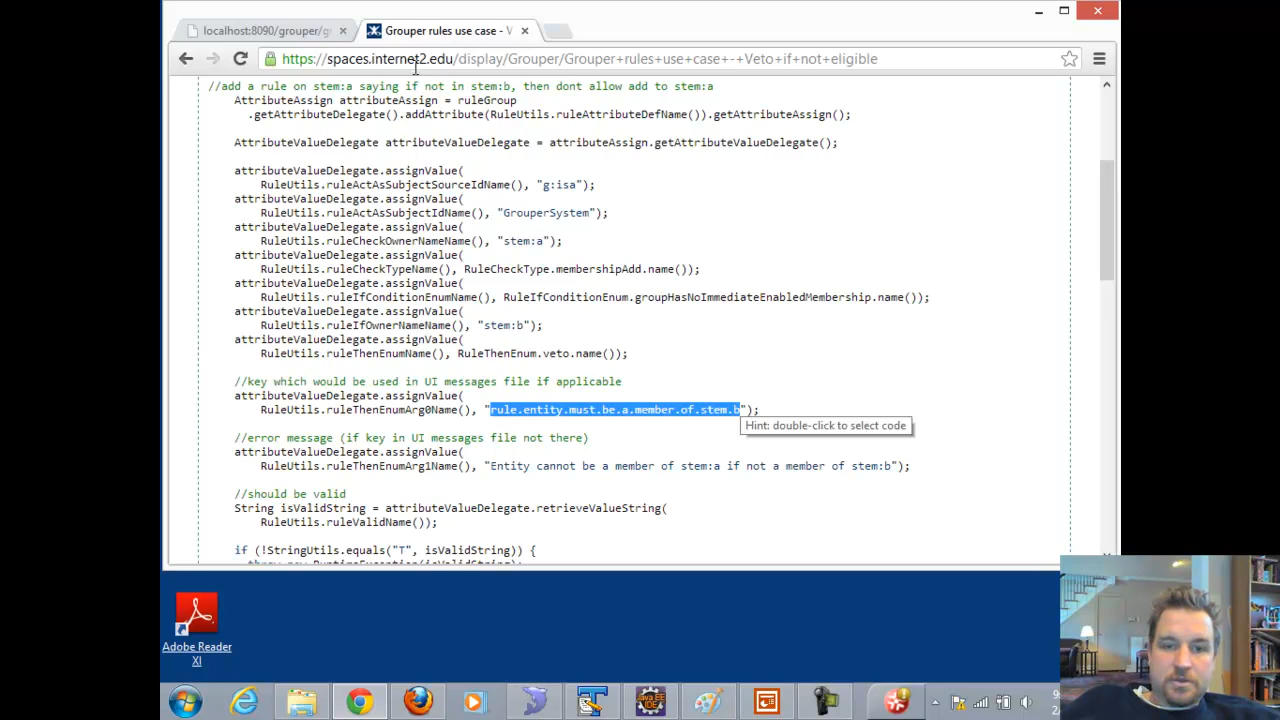 localhost:8090/grouper/gr
Grouper rules use case - V
https://spaces.internet2.edu/display/Grouper/Grouper+rules+use+case+-+Veto+if+not+eligible
//add a rule on stem:a saying if not in stem:b, then dont allow add to stem:a
AttributeAssign attributeAssign = ruleGroup
.getAttributeDelegate().addAttribute(RuleUtils.ruleAttributeDefName()).getAttributeAssign();
AttributeValueDelegate attributeValueDelegate = attributeAssign.getAttributeValueDelegate();
attributeValueDelegate.assignValue(
RuleUtils.ruleActAsSubjectSourceIdName(), "g:isa");
attributeValueDelegate.assignValue(
RuleUtils.ruleActAsSubjectIdName(), "GrouperSystem");
attributeValueDelegate.assignValue(
RuleUtils.ruleCheckOwnerNameName(), "stem:a");
attributeValueDelegate.assignValue(
RuleUtils.ruleCheckTypeName(), RuleCheckType.membershipAdd.name());
attributeValueDelegate.assignValue(
RuleUtils.ruleIfConditionEnumName(), RuleIfConditionEnum.groupHasNoImmediateEnabledMembership.name());
attributeValueDelegate.assignValue(
RuleUtils.ruleIfOwnerNameName(), "stem:b");
attributeValueDelegate.assignValue(
RuleUtils.ruleThenEnumName(), RuleThenEnum.veto.name());
//key which would be used in UI messages file if applicable
attributeValueDelegate.assignValue(
RuleUtils.ruleThenEnumArg0Name(), "rule.entity.must.be.a.member.of.stem.b");
Hint: double-click to select code
//error message (if key in UI messages file not there)
attributeValueDelegate.assignValue(
RuleUtils.ruleThenEnumArg1Name(), "Entity cannot be a member of stem:a if not a member of stem:b");
//should be valid
String isValidString = attributeValueDelegate.retrieveValueString(
RuleUtils.ruleValidName());
if (!StringUtils.equals("T", isValidString)) {
throw new RuntimeException(isValidString);
Adobe Reader
XI